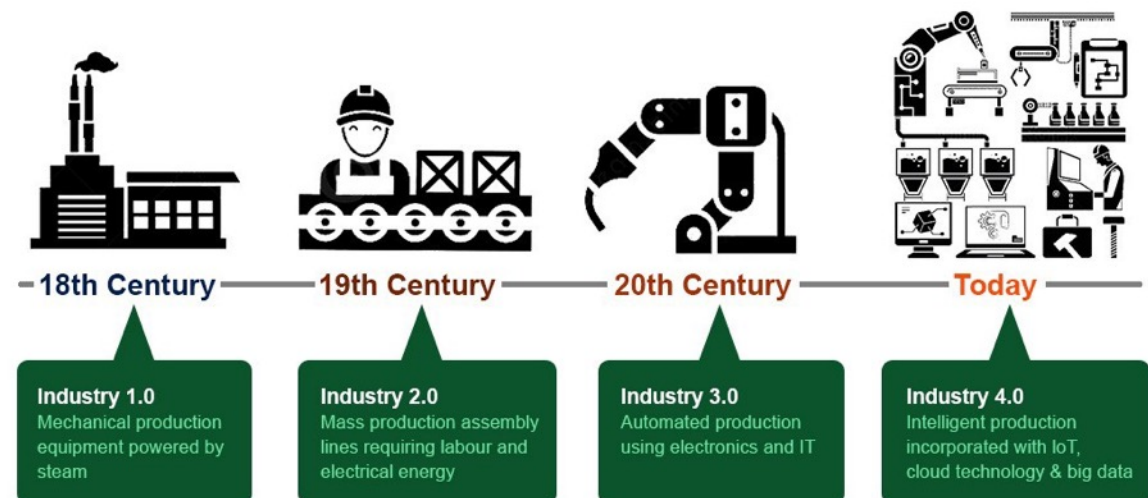 18th Century
19th Century
20th Century
Today
Industry 1.0
Mechanical production
equipment powered by
steam
Industry 2.0
Mass production assembly
lines requiring labour and
electrical energy
Industry 3.0
Automated production
using electronics and IT
Industry 4.0
Intelligent production
incorporated with IoT,
cloud technology & big data